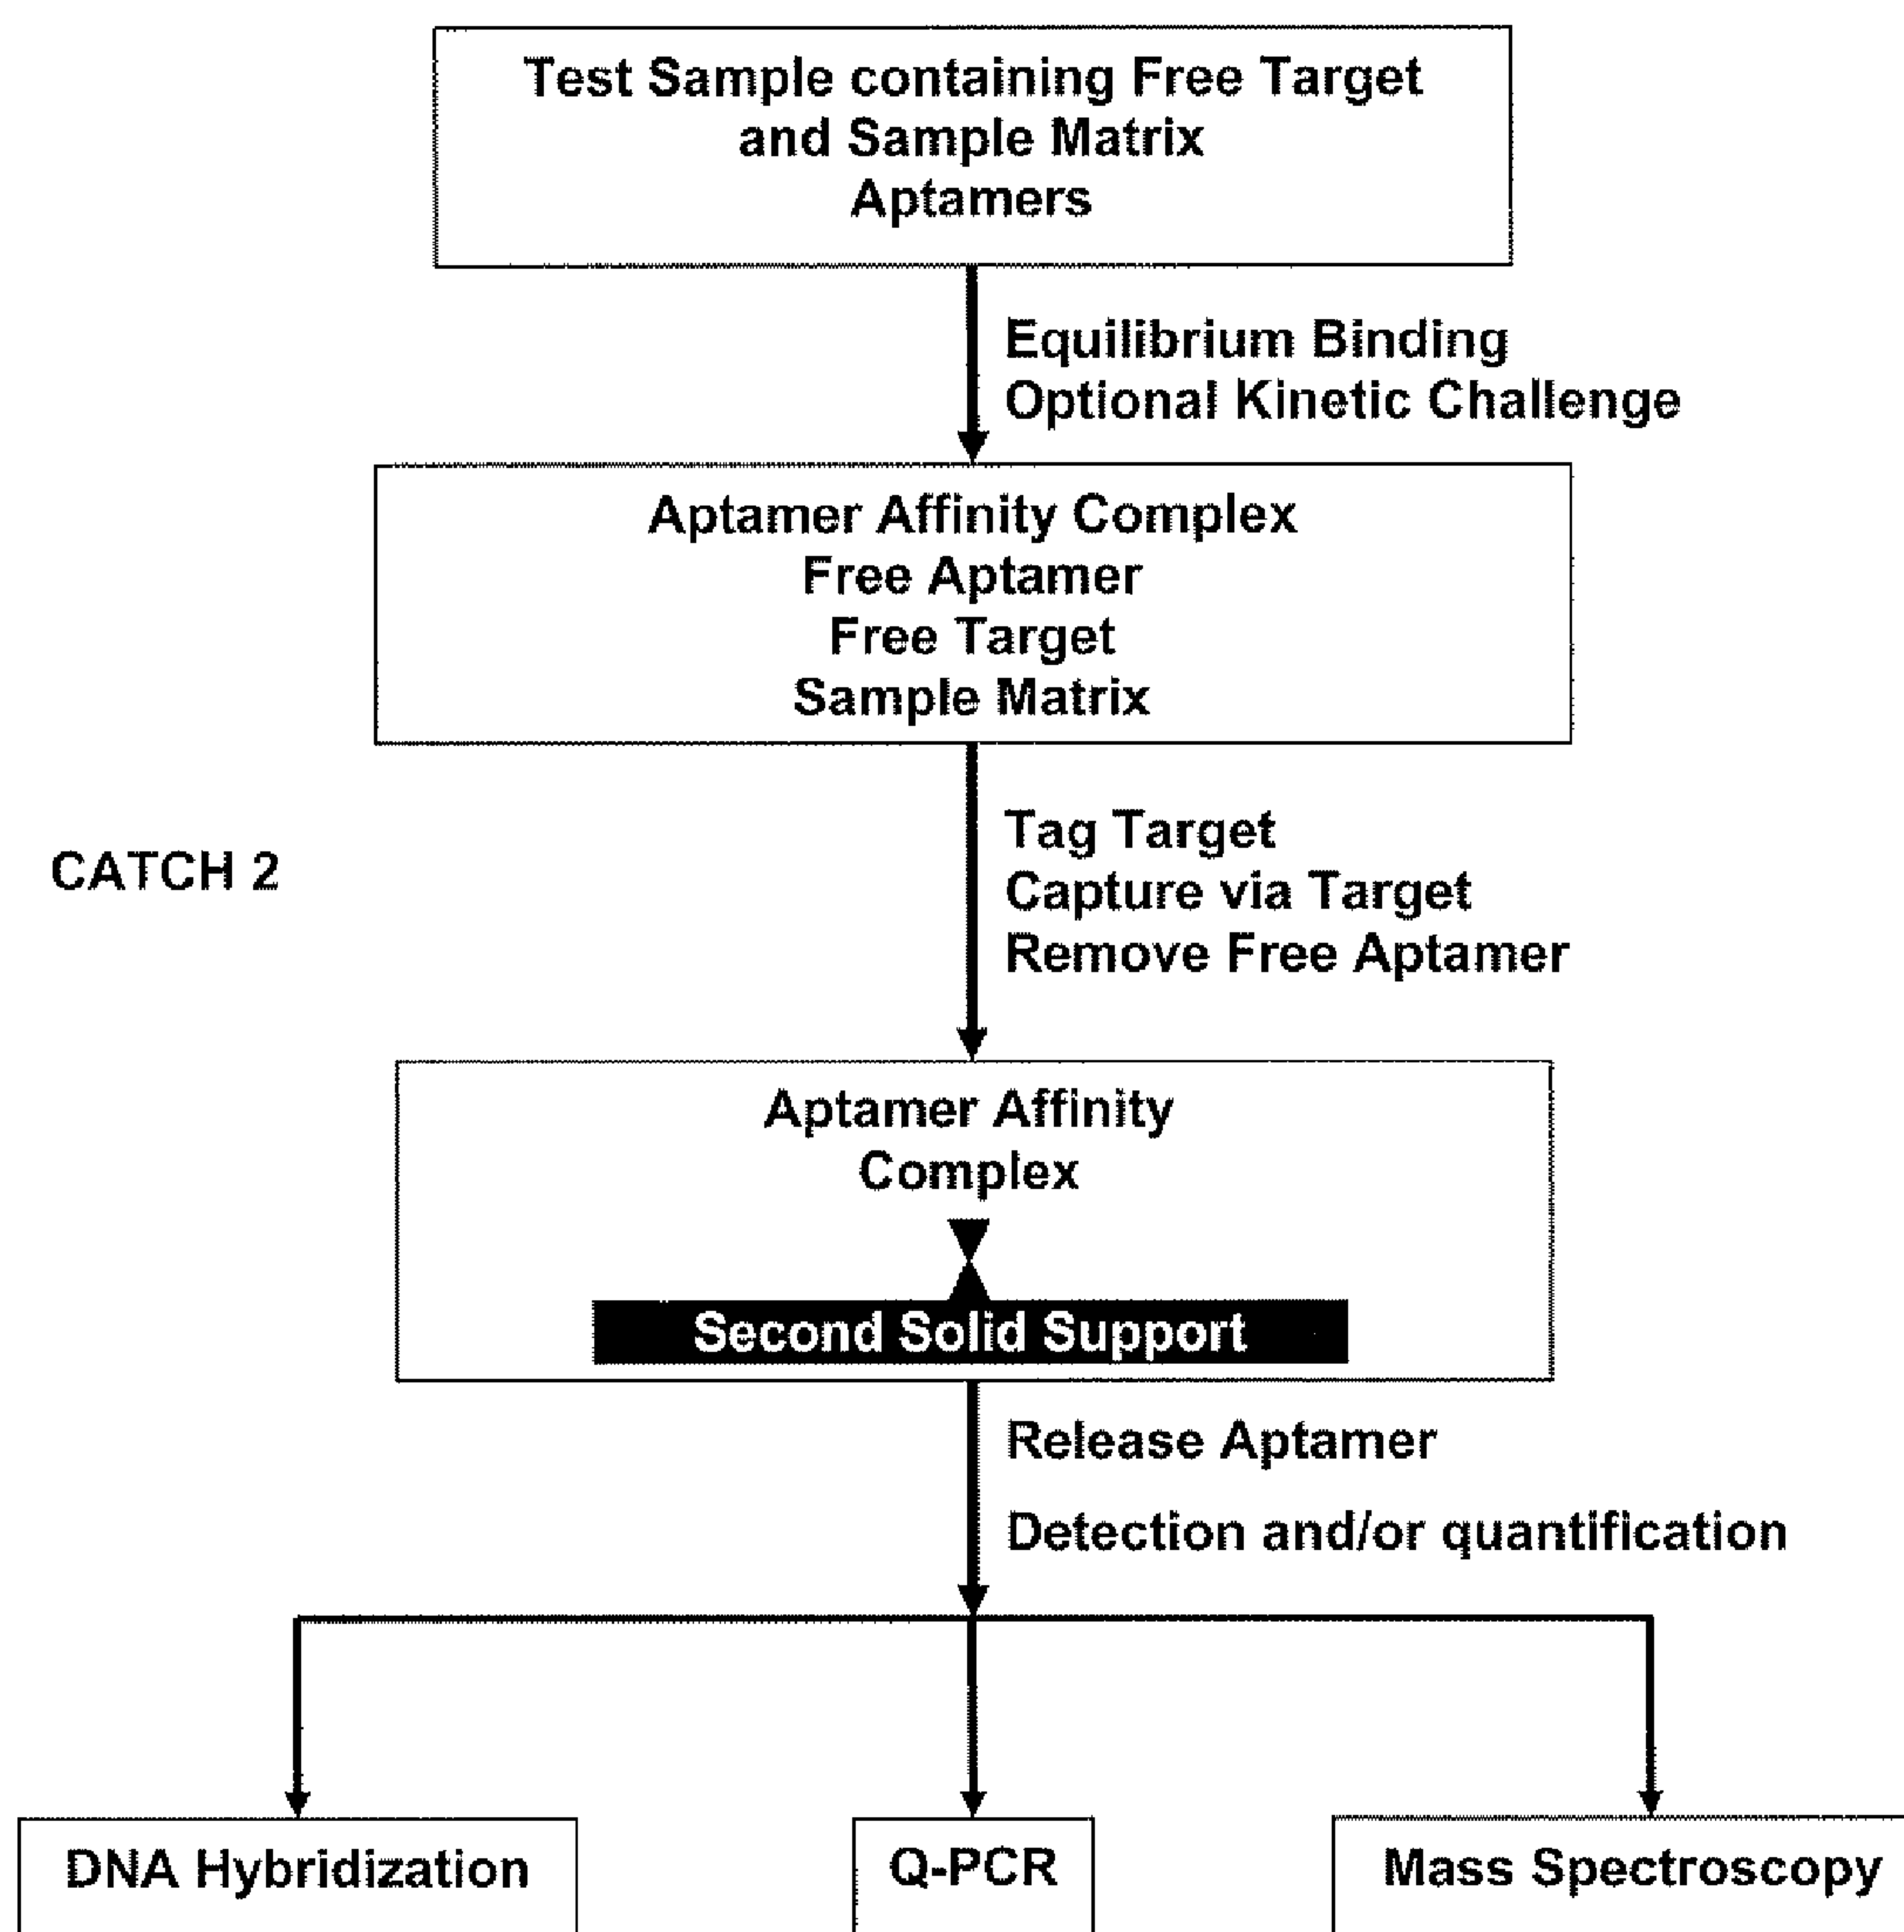 Test Sample containing Free Target
and Sample Matrix
Aptamers
Equilibrium Binding
Optional Kinetic Challenge
Aptamer Affinity Complex
Free Aptamer
Free Target
Sample Matrix
CATCH 2
Tag Target
Capture via Target
Remove Free Aptamer
Aptamer Affinity
Complex
Second Solid Support
Release Aptamer
Detection and/or quantification
DNA Hybridization
Q-PCR
Mass Spectroscopy